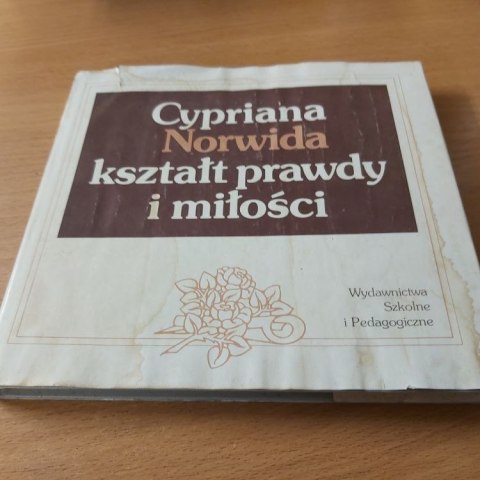 Cypriana
Norwida
kształt prawdy
i miłości
Wydawnictwa
Szkolne
i Pedagogiczne